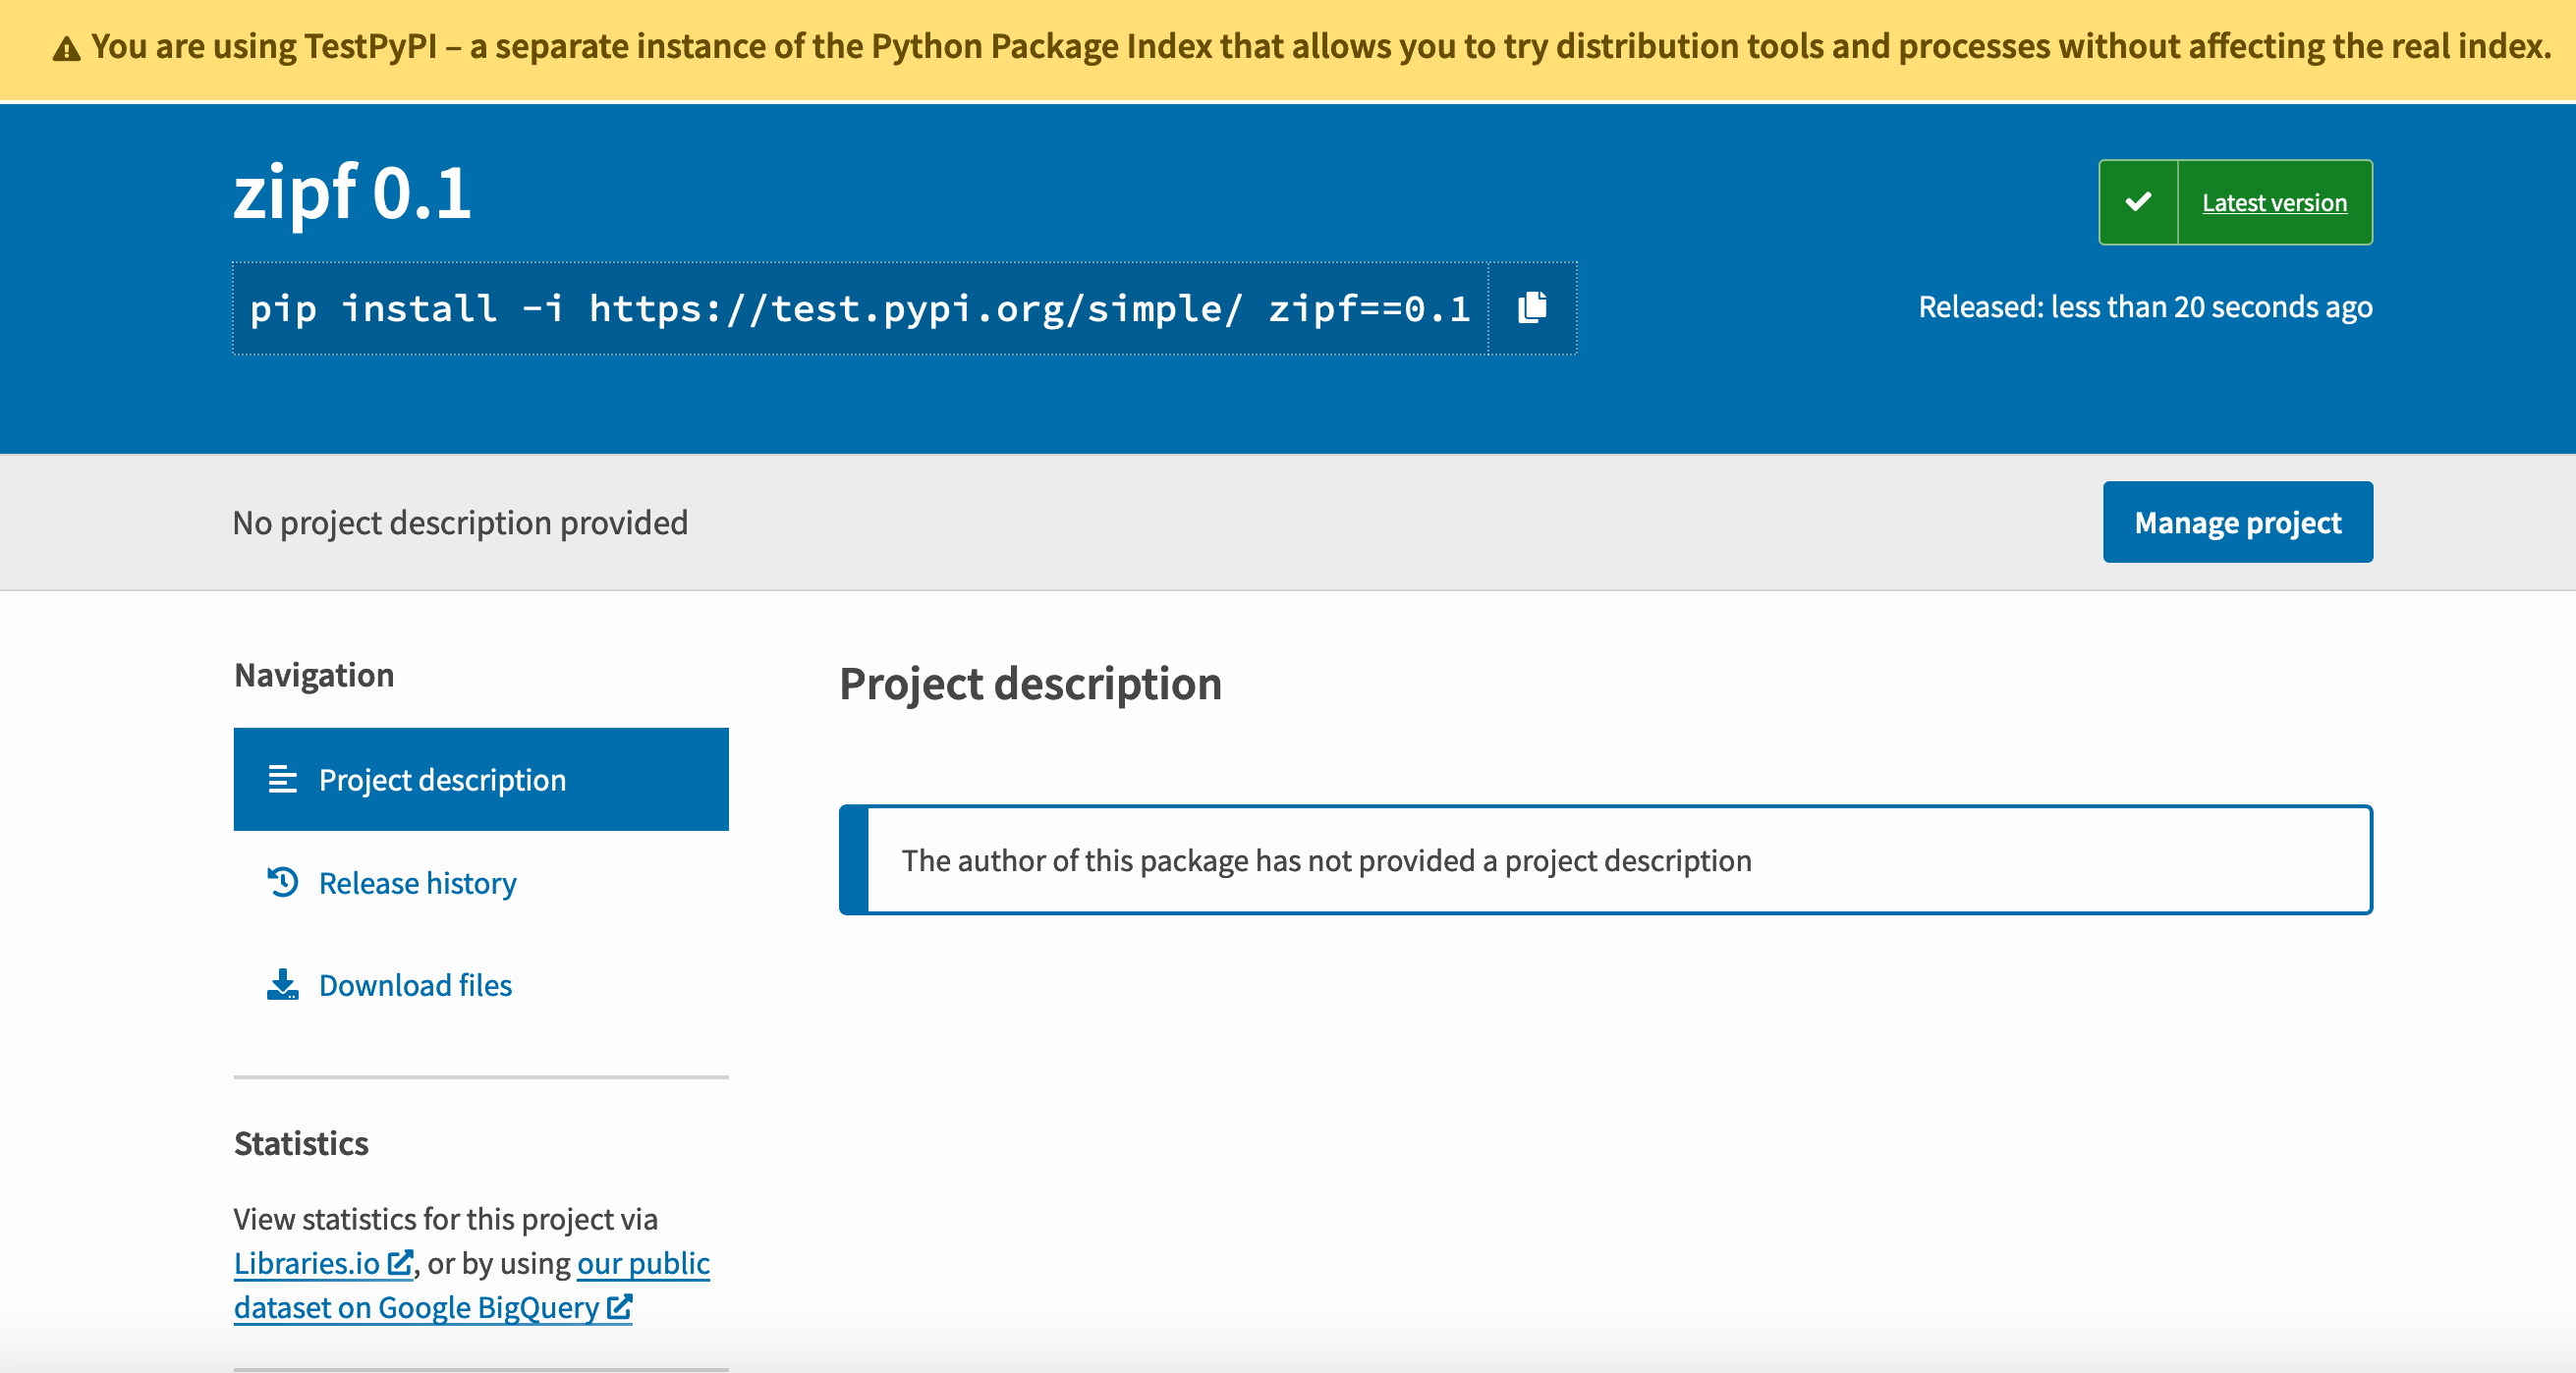 You are using TestPyPI – a separate instance of the Python Package Index that allows you to try distribution tools and processes without affecting the real index.
zipf 0.1
Latest version
pip install -i https://test.pypi.org/simple/ zipf==0.1
Released: less than 20 seconds ago
No project description provided
Manage project
Navigation
Project description
Release history
Download files
Statistics
View statistics for this project via
Libraries.io, or by using our public
dataset on Google BigQuery
Project description
The author of this package has not provided a project description